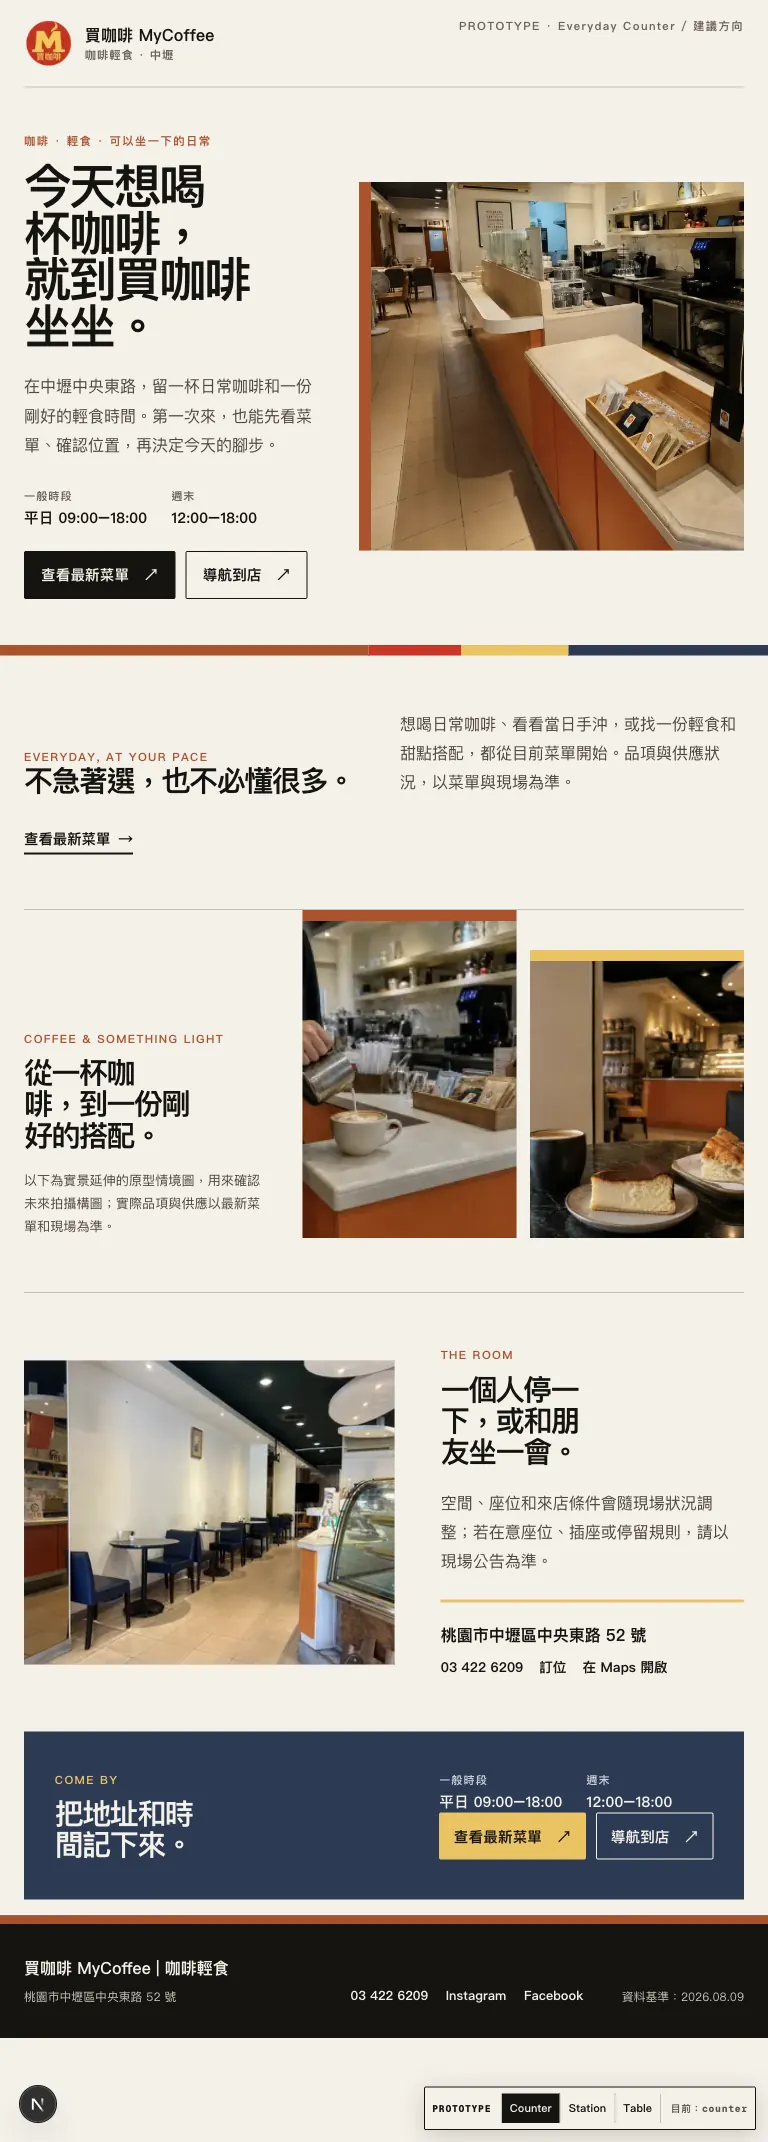 M
買咖啡
買咖啡 MyCoffee
咖啡輕食 · 中壢
PROTOTYPE · Everyday Counter / 建議方向
咖啡 · 輕食 · 可以坐一下的日常
今天想喝
杯咖啡，
就到買咖啡
坐坐。
在中壢中央東路，留一杯日常咖啡和一份
剛好的輕食時間。第一次來，也能先看菜
單、確認位置，再決定今天的腳步。
一般時段
週末
平日 09:00—18:00
12:00—18:00
查看最新菜單 ↗
導航到店 ↗
想喝日常咖啡、看看當日手沖，或找一份輕食和
甜點搭配，都從目前菜單開始。品項與供應狀
況，以菜單與現場為準。
EVERYDAY, AT YOUR PACE
不急著選，也不必懂很多。
查看最新菜單 →
COFFEE & SOMETHING LIGHT
從一杯咖
啡，到一份剛
好的搭配。
以下為實景延伸的原型情境圖，用來確認
未來拍攝構圖；實際品項與供應以最新菜
單和現場為準。
THE ROOM
一個人停一
下，或和朋
友坐一會。
空間、座位和來店條件會隨現場狀況調
整；若在意座位、插座或停留規則，請以
現場公告為準。
桃園市中壢區中央東路 52 號
03 422 6209 訂位 在 Maps 開啟
COME BY
把地址和時
間記下來。
一般時段
週末
平日 09:00—18:00
12:00—18:00
查看最新菜單 ↗
導航到店 ↗
買咖啡 MyCoffee | 咖啡輕食
桃園市中壢區中央東路 52 號
03 422 6209 Instagram Facebook
資料基準：2026.08.09
N
PROTOTYPE Counter Station Table 目前：counter